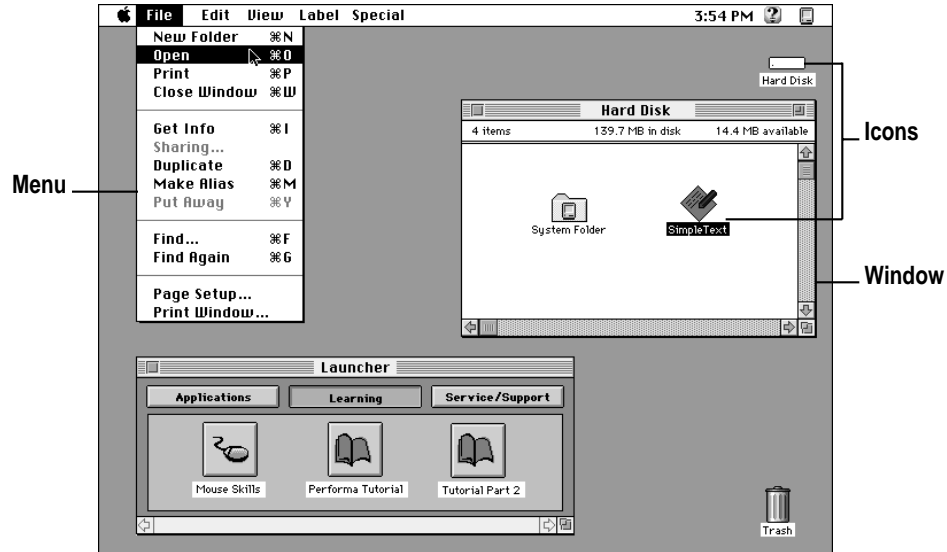 File Edit View Label Special 3:54 PM
New Folder ⌘N
Open ⌘O
Print ⌘P
Close Window ⌘W
Get Info ⌘I
Sharing...
Duplicate ⌘D
Make Alias ⌘M
Put Away ⌘Y
Find... ⌘F
Find Again ⌘G
Page Setup...
Print Window...
Menu
Hard Disk
Icons
Hard Disk
4 items 139.7 MB in disk 14.4 MB available
System Folder
SimpleText
Window
Launcher
Applications Learning Service/Support
Mouse Skills Performa Tutorial Tutorial Part 2
Trash